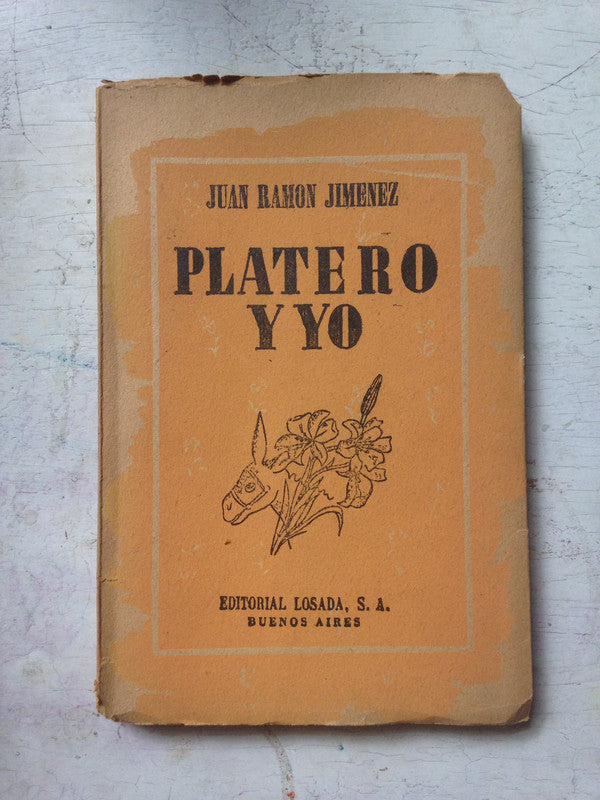 JUAN RAMON JIMENEZ
PLATERO
Y YO
EDITORIAL LOSADA, S. A.
BUENOS AIRES